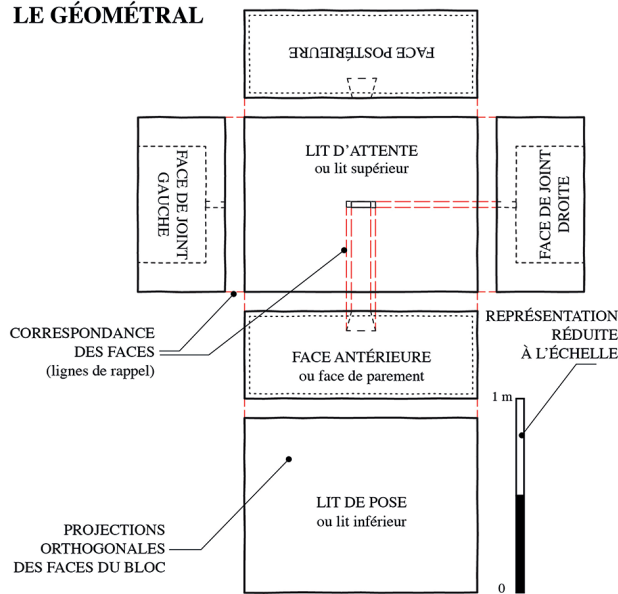 LE GÉOMÉTRAL
FACE POSTÉRIEURE
LIT D'ATTENTE
ou lit supérieur
FACE DE JOINT
GAUCHE
FACE DE JOINT
DROITE
CORRESPONDANCE
DES FACES
(lignes de rappel)
FACE ANTÉRIEURE
ou face de parement
REPRÉSENTATION
RÉDUITE
À L'ÉCHELLE
1 m
LIT DE POSE
ou lit inférieur
PROJECTIONS
ORTHOGONALES
DES FACES DU BLOC
0